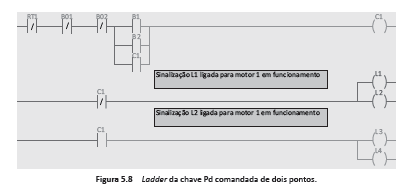 RT1 B01 B02 B1 C1
B2
C1
Sinalização L1 ligada para motor 1 em funcionamento
L1
C1 L2
Sinalização L2 ligada para motor 1 em funcionamento
C1 L3
L4
Figura 5.8 Ladder da chave Pd comandada de dois pontos.